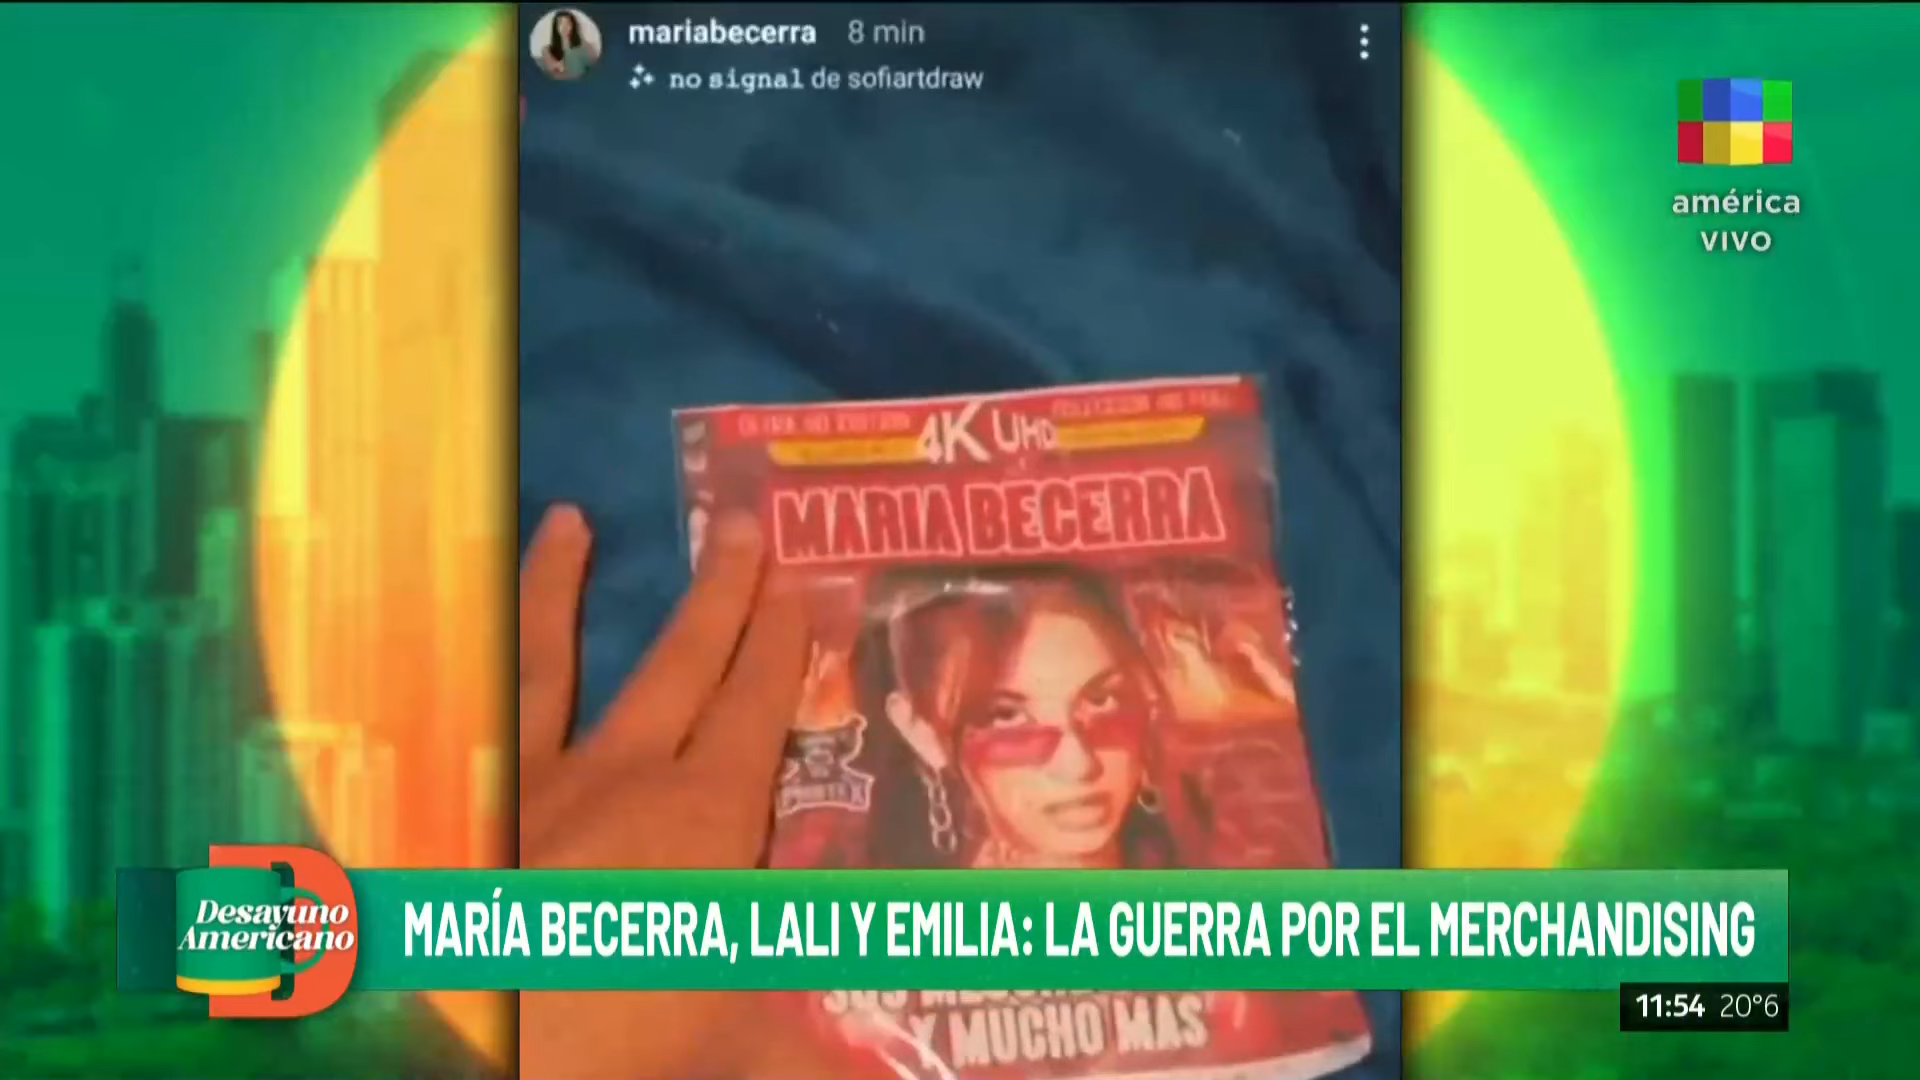 mariabecerra 8 min
no signal de sofiartdraw
américa
VIVO
4K UHD
MARIA BECERRA
Desayuno
Americano
MARÍA BECERRA, LALI Y EMILIA: LA GUERRA POR EL MERCHANDISING
Y MUCHO MAS
11:54 20°6